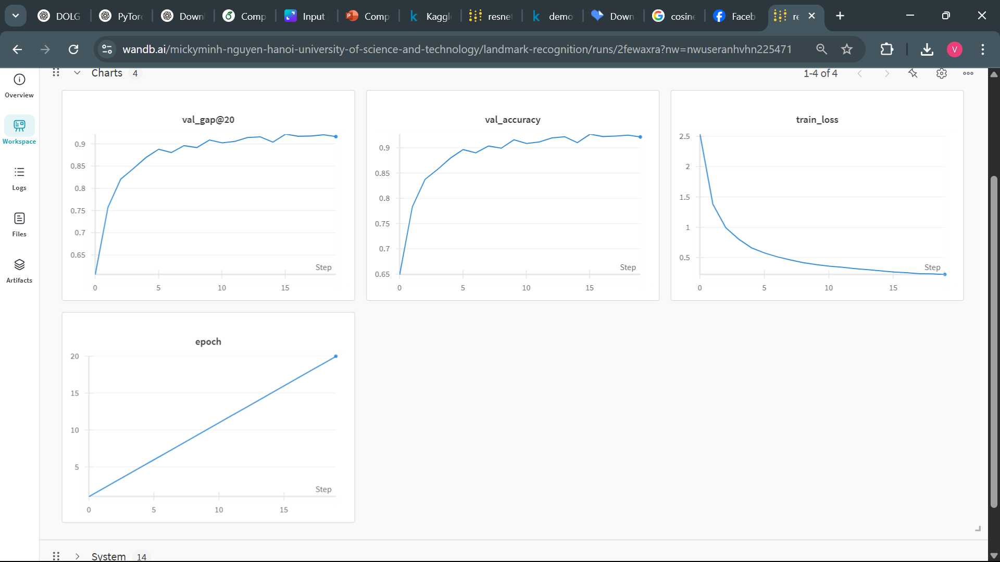 DOLG
PyTorc
Down
Comp
Input
Comp
Kaggl
resnet
demo
Down
cosine
Faceb
re
wandb.ai/mickyminh-nguyen-hanoi-university-of-science-and-technology/landmark-recognition/runs/2fewaxra?nw=nwuseranhvhn225471
V
Overview
Workspace
Logs
Files
Artifacts
Charts 4
1-4 of 4
val_gap@20
0.9
0.85
0.8
0.75
0.7
0.65
Step
0 5 10 15
val_accuracy
0.9
0.85
0.8
0.75
0.7
0.65
Step
0 5 10 15
train_loss
2.5
2
1.5
1
0.5
Step
0 5 10 15
epoch
20
15
10
5
Step
0 5 10 15
System 14